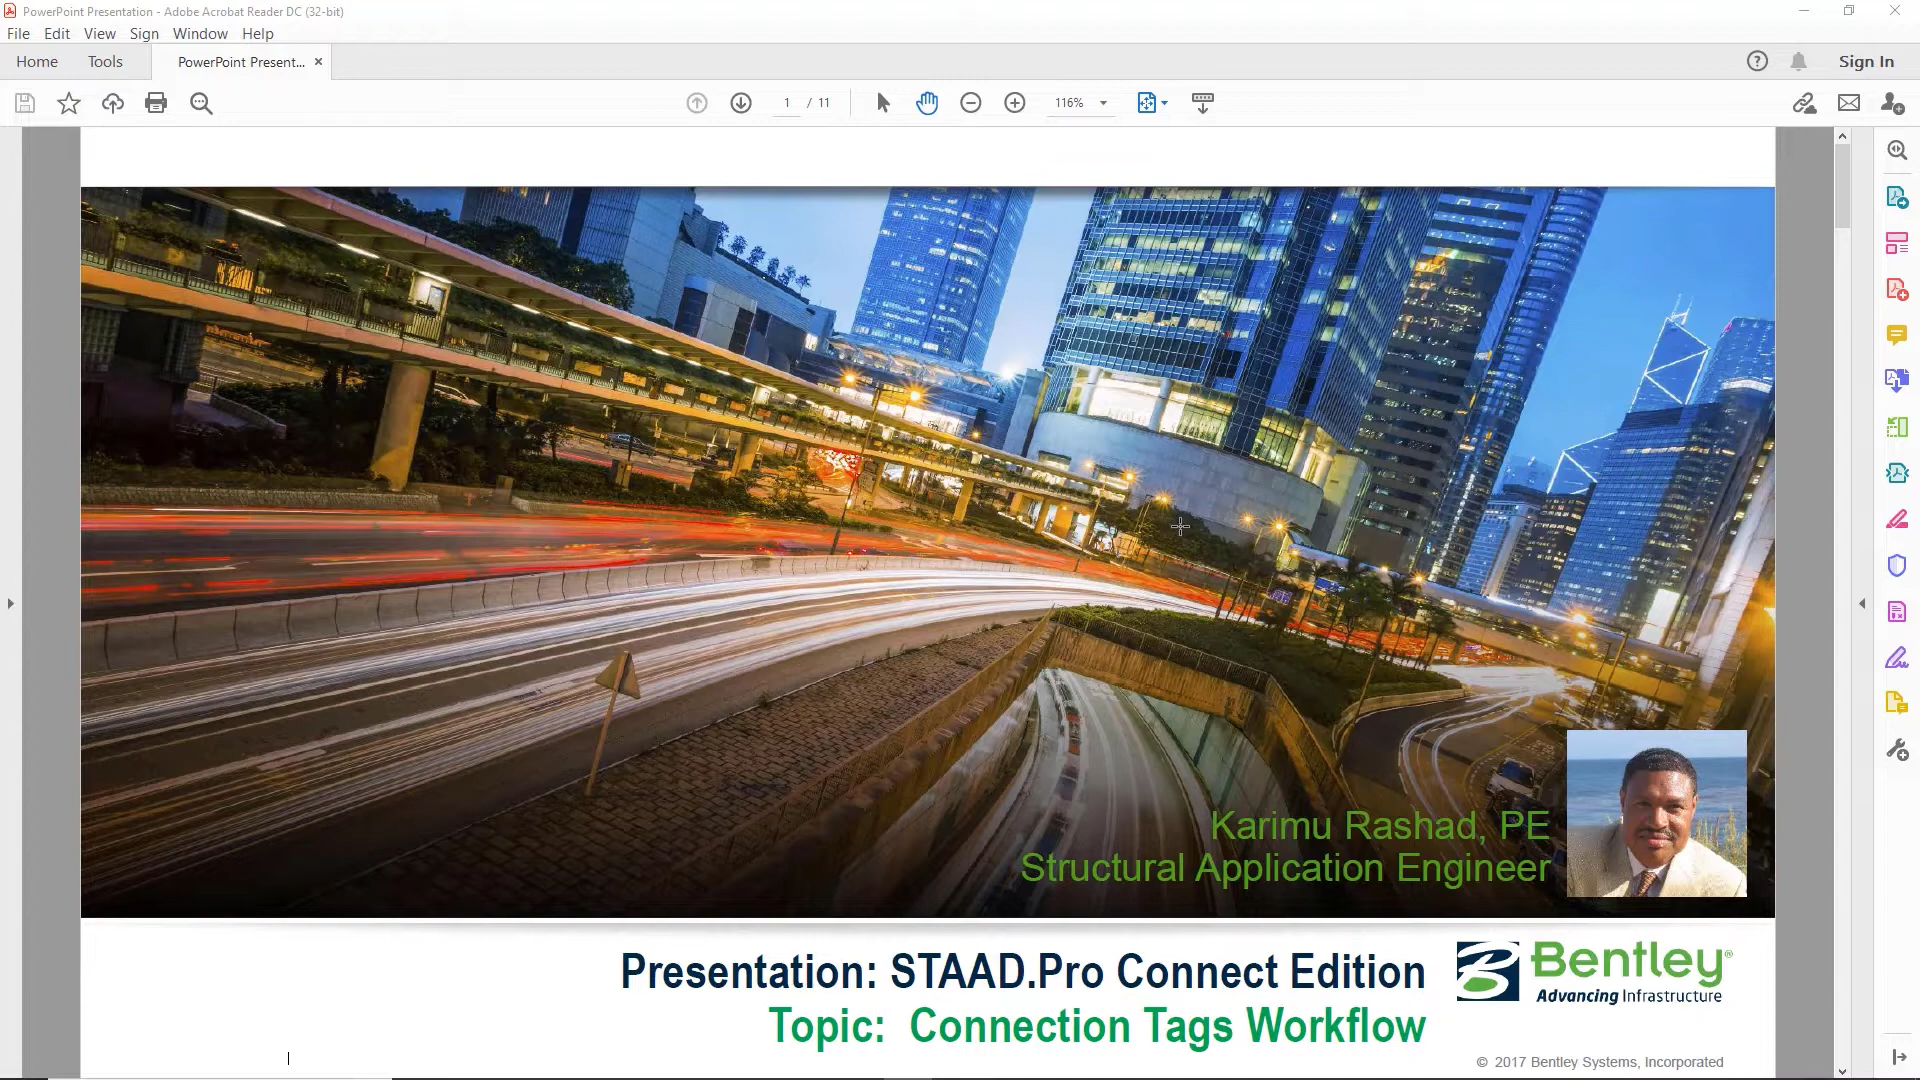 PowerPoint Presentation - Adobe Acrobat Reader DC (32-bit)
File Edit View Sign Window Help
Home Tools PowerPoint Present... Sign In
1 / 11 116%
Karimu Rashad, PE
Structural Application Engineer
Presentation: STAAD.Pro Connect Edition
Topic: Connection Tags Workflow
Bentley®
Advancing Infrastructure
© 2017 Bentley Systems, Incorporated